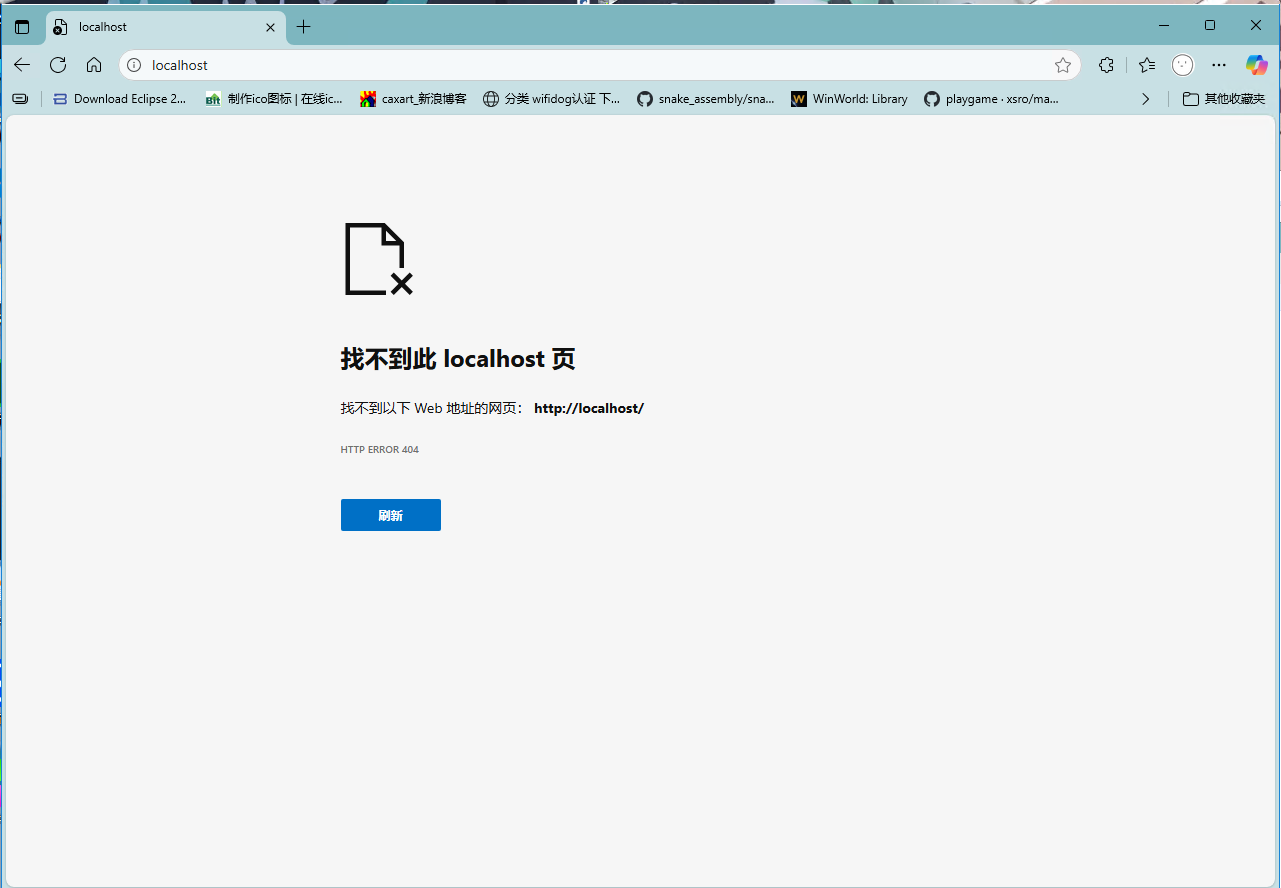 localhost
localhost
Download Eclipse 2...
制作ico图标 | 在线ic...
caxart_新浪博客
分类 wifidog认证 下...
snake_assembly/sna...
WinWorld: Library
playgame · xsro/ma...
其他收藏夹
找不到此 localhost 页
找不到以下 Web 地址的网页： http://localhost/
HTTP ERROR 404
刷新